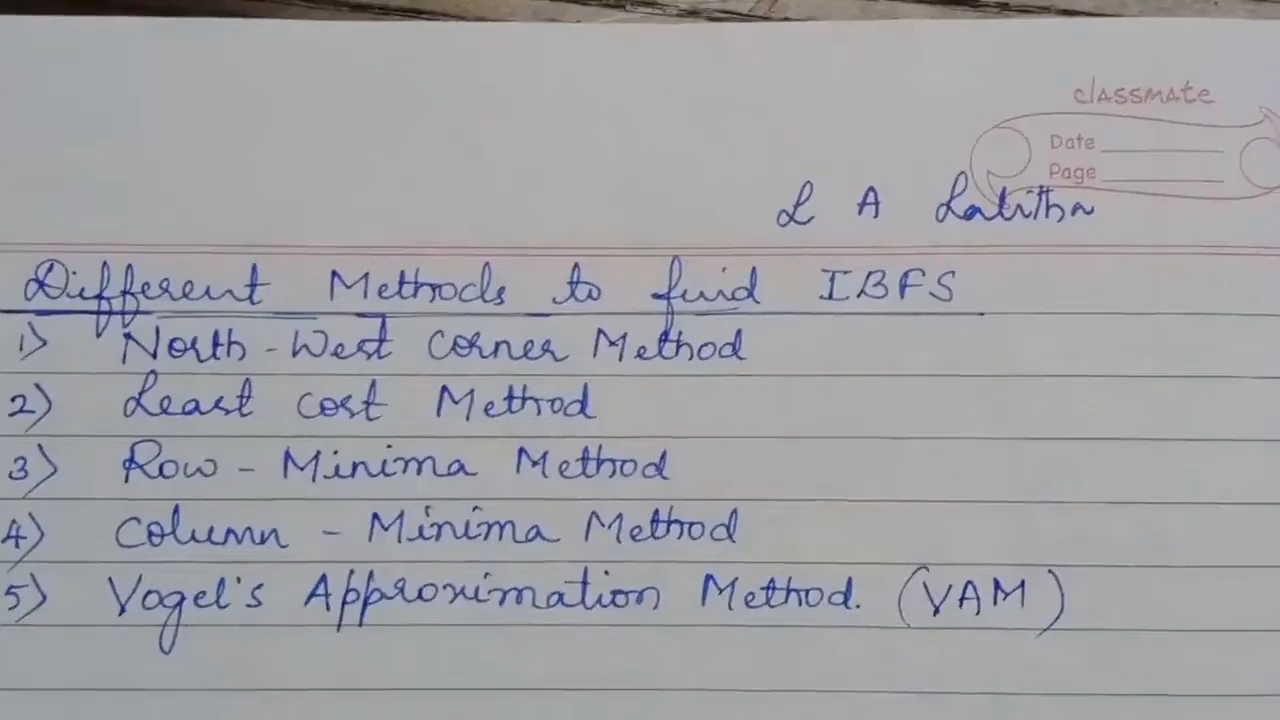 classmate
Date
Page
L A Lalitha
Different Methods to find IBFS
1) North-West Corner Method
2) Least cost Method
3) Row - Minima Method
4) Column - Minima Method
5) Vogel's Approximation Method. (VAM)